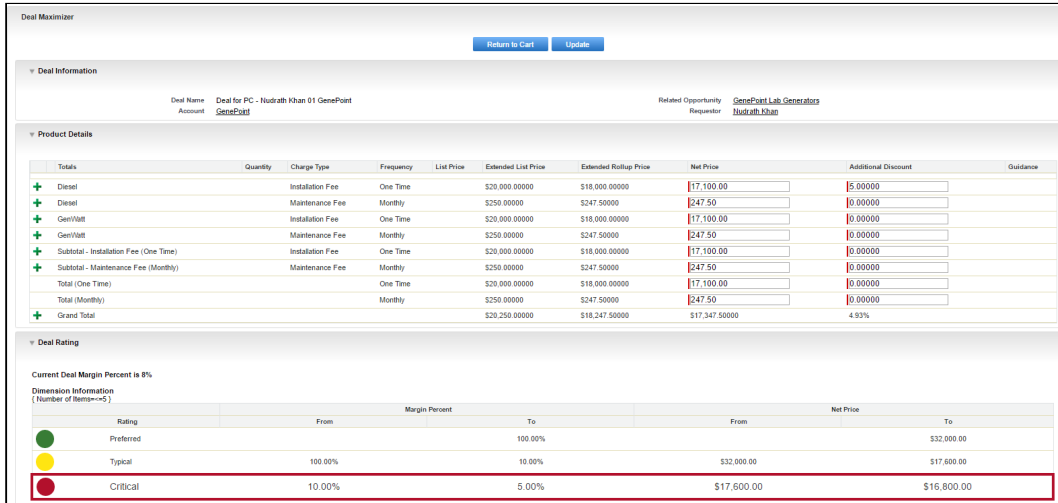 Deal Maximizer
Return to Cart Update
Deal Information
Deal Name Deal for PC - Nudrath Khan 01 GenePoint Related Opportunity GenePoint Lab Generators
Account GenePoint Requestor Nudrath Khan
Product Details
Totals Quantity Charge Type Frequency List Price Extended List Price Extended Rollup Price Net Price Additional Discount Guidance
Diesel Installation Fee One Time $20,000.00000 $18,000.00000 17,100.00 5.00000
Diesel Maintenance Fee Monthly $250.00000 $247.50000 247.50 0.00000
GenWatt Installation Fee One Time $20,000.00000 $18,000.00000 17,100.00 0.00000
GenWatt Maintenance Fee Monthly $250.00000 $247.50000 247.50 0.00000
Subtotal - Installation Fee (One Time) Installation Fee One Time $20,000.00000 $18,000.00000 17,100.00 0.00000
Subtotal - Maintenance Fee (Monthly) Maintenance Fee Monthly $250.00000 $247.50000 247.50 0.00000
Total (One Time) One Time $20,000.00000 $18,000.00000 17,100.00 0.00000
Total (Monthly) Monthly $250.00000 $247.50000 247.50 0.00000
Grand Total $20,250.00000 $18,247.50000 $17,347.50000 4.93%
Deal Rating
Current Deal Margin Percent is 8%
Dimension Information
( Number of Items=<=5 )
Margin Percent Net Price
Rating From To From To
Preferred 100.00% $32,000.00
Typical 100.00% 10.00% $32,000.00 $17,600.00
Critical 10.00% 5.00% $17,600.00 $16,800.00